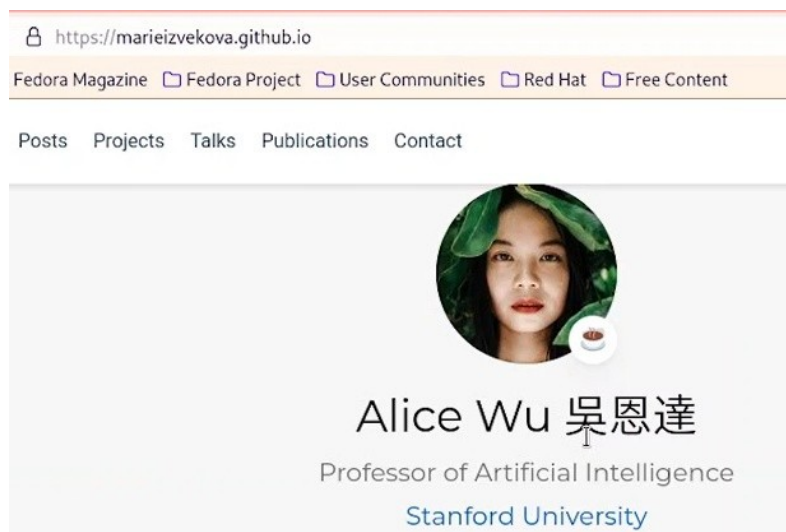 https://marieizvekova.github.io
Fedora Magazine Fedora Project User Communities Red Hat Free Content
Posts Projects Talks Publications Contact
Alice Wu 吳恩達
Professor of Artificial Intelligence
Stanford University